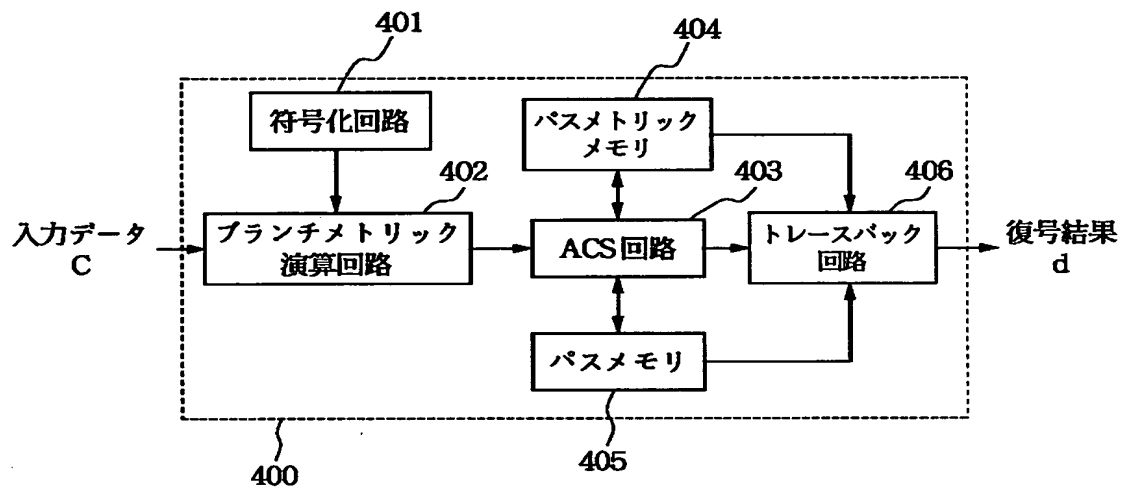 401
404
符号化回路
パスメトリック
メモリ
402
403
406
入力データ
C
ブランチメトリック
演算回路
ACS回路
トレースバック
回路
復号結果
d
パスメモリ
400
405